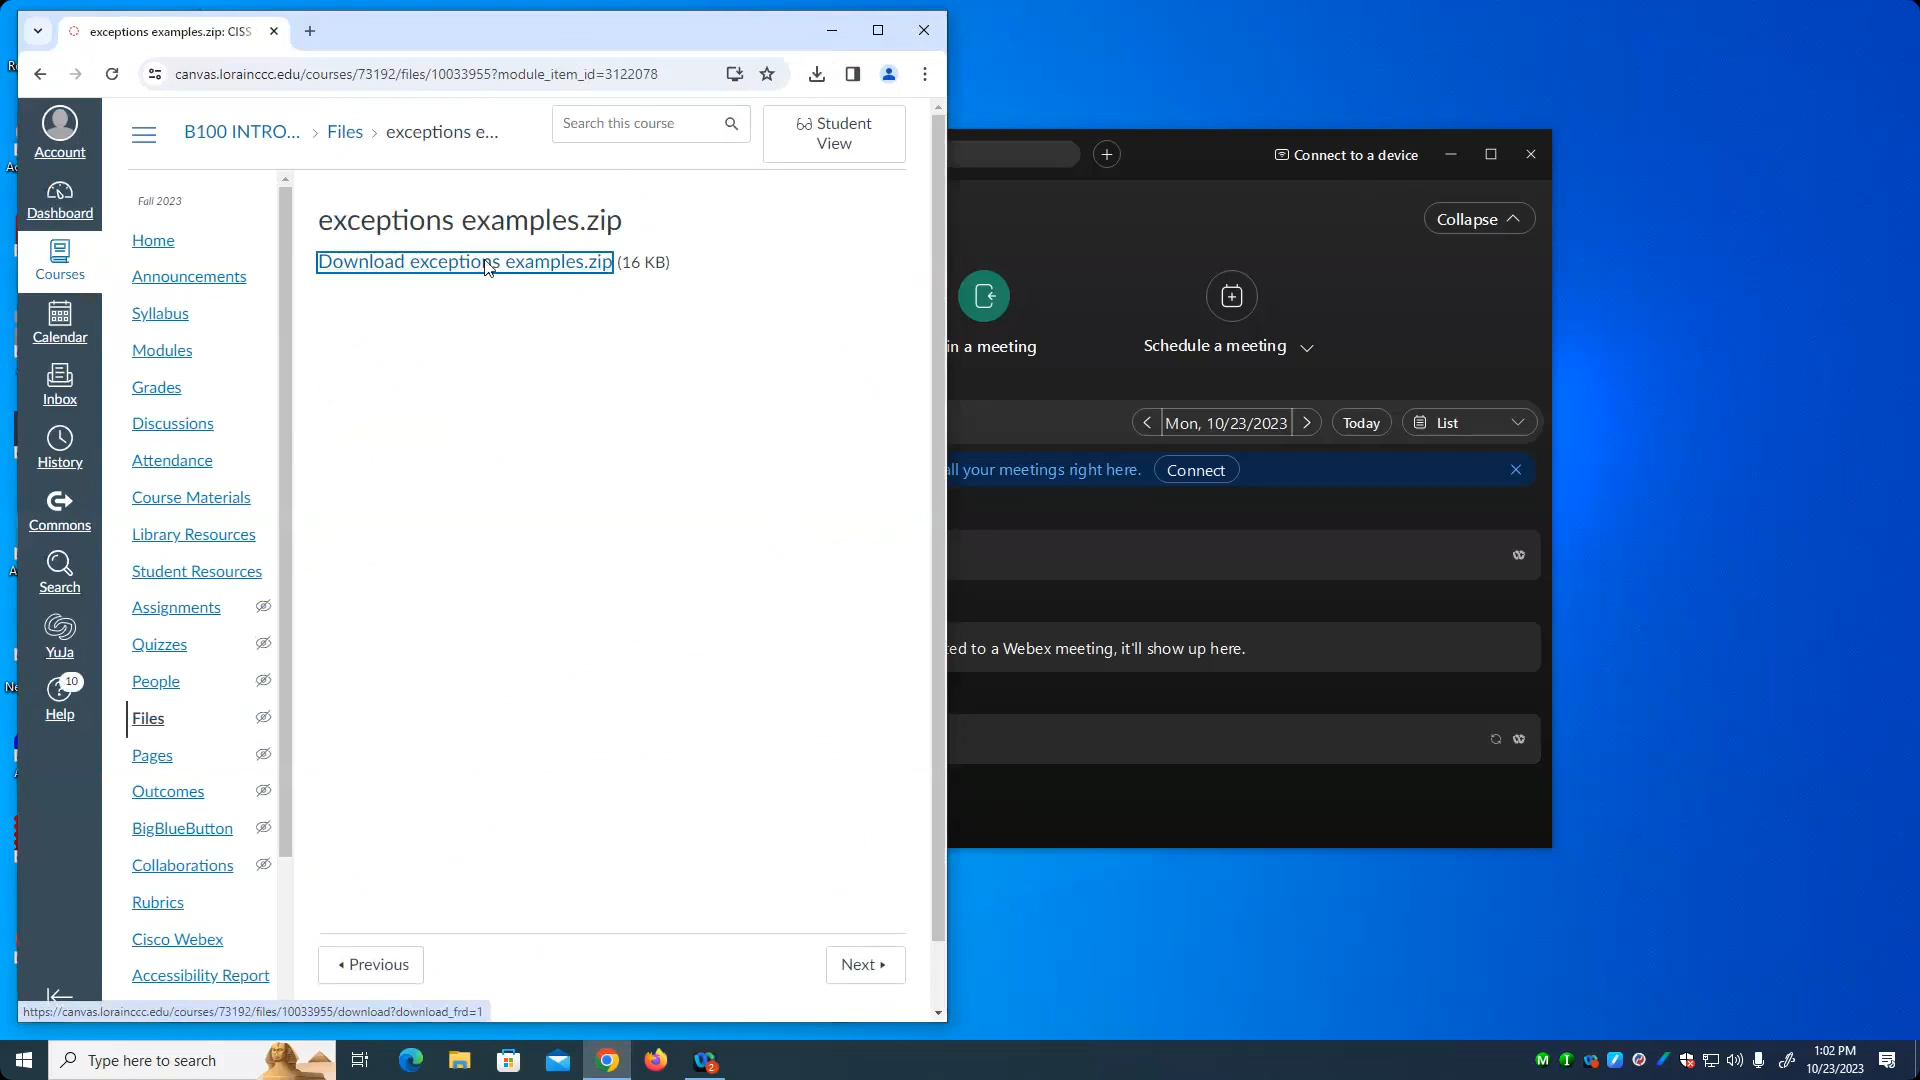 exceptions examples.zip: CISS
canvas.lorainccc.edu/courses/73192/files/10033955?module_item_id=3122078
B100 INTRO... > Files > exceptions e...
Search this course
Student View
Account
Dashboard
Courses
Calendar
Inbox
History
Commons
Search
YuJa
10
Help
Fall 2023
Home
Announcements
Syllabus
Modules
Grades
Discussions
Attendance
Course Materials
Library Resources
Student Resources
Assignments
Quizzes
People
Files
Pages
Outcomes
BigBlueButton
Collaborations
Rubrics
Cisco Webex
Accessibility Report
exceptions examples.zip
Download exceptions examples.zip (16 KB)
Previous
Next
https://canvas.lorainccc.edu/courses/73192/files/10033955/download?download_frd=1
Connect to a device
Collapse
in a meeting
Schedule a meeting
Mon, 10/23/2023
Today
List
all your meetings right here.
Connect
ted to a Webex meeting, it'll show up here.
Type here to search
2
1:02 PM
10/23/2023